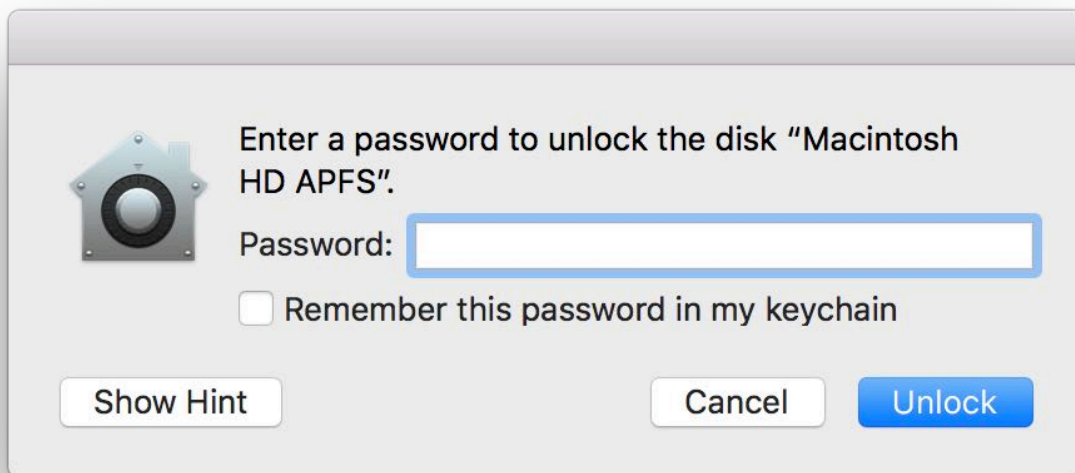 Enter a password to unlock the disk “Macintosh
HD APFS”.
Password:
Remember this password in my keychain
Show Hint
Cancel
Unlock